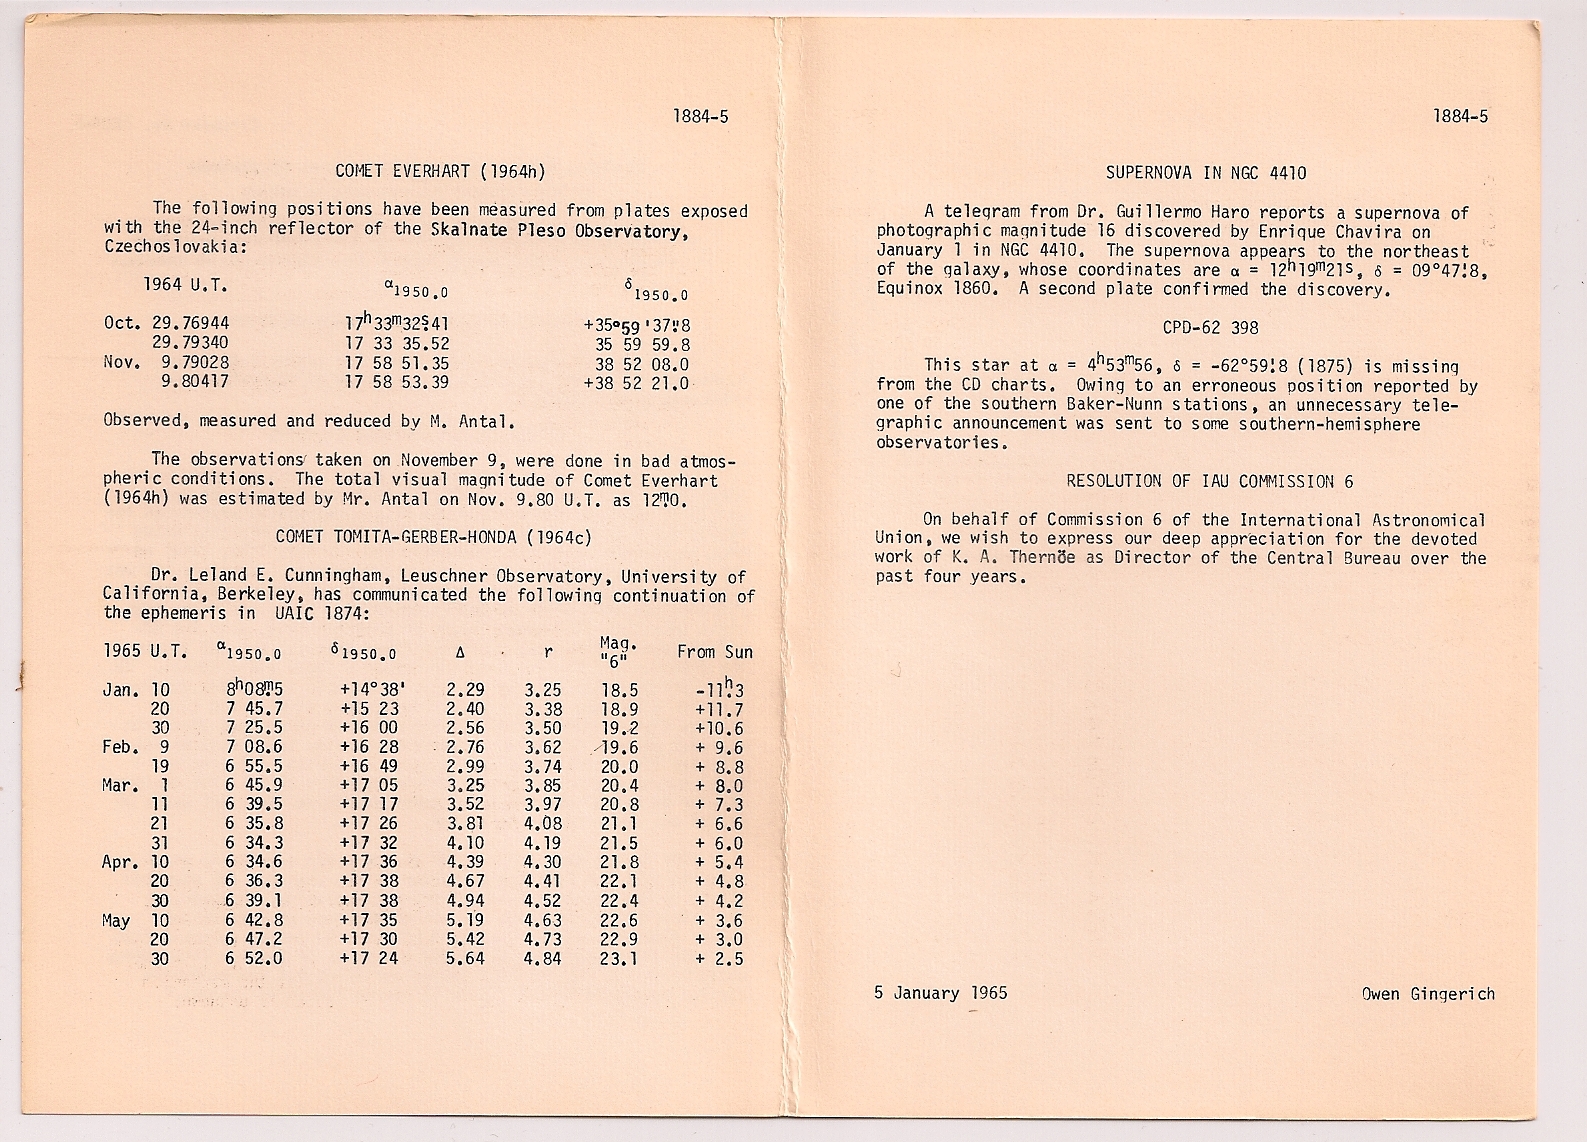 1884-5
COMET EVERHART (1964h)
The following positions have been measured from plates exposed
with the 24-inch reflector of the Skalnate Pleso Observatory,
Czechoslovakia:
1964 U.T. α1950.0 δ1950.0
Oct. 29.76944 17ʰ33ᵐ32ˢ.41 +35°59'37".8
29.79340 17 33 35.52 35 59 59.8
Nov. 9.79028 17 58 51.35 38 52 08.0
9.80417 17 58 53.39 +38 52 21.0
Observed, measured and reduced by M. Antal.
The observations taken on November 9, were done in bad atmos-
pheric conditions. The total visual magnitude of Comet Everhart
(1964h) was estimated by Mr. Antal on Nov. 9.80 U.T. as 12ᵐ.0.
COMET TOMITA-GERBER-HONDA (1964c)
Dr. Leland E. Cunningham, Leuschner Observatory, University of
California, Berkeley, has communicated the following continuation of
the ephemeris in UAIC 1874:
1965 U.T. α1950.0 δ1950.0 Δ r Mag. "6" From Sun
Jan. 10 8ʰ08ᵐ.5 +14°38' 2.29 3.25 18.5 -11ʰ.3
20 7 45.7 +15 23 2.40 3.38 18.9 +11.7
30 7 25.5 +16 00 2.56 3.50 19.2 +10.6
Feb. 9 7 08.6 +16 28 2.76 3.62 19.6 + 9.6
19 6 55.5 +16 49 2.99 3.74 20.0 + 8.8
Mar. 1 6 45.9 +17 05 3.25 3.85 20.4 + 8.0
11 6 39.5 +17 17 3.52 3.97 20.8 + 7.3
21 6 35.8 +17 26 3.81 4.08 21.1 + 6.6
31 6 34.3 +17 32 4.10 4.19 21.5 + 6.0
Apr. 10 6 34.6 +17 36 4.39 4.30 21.8 + 5.4
20 6 36.3 +17 38 4.67 4.41 22.1 + 4.8
30 6 39.1 +17 38 4.94 4.52 22.4 + 4.2
May 10 6 42.8 +17 35 5.19 4.63 22.6 + 3.6
20 6 47.2 +17 30 5.42 4.73 22.9 + 3.0
30 6 52.0 +17 24 5.64 4.84 23.1 + 2.5
1884-5
SUPERNOVA IN NGC 4410
A telegram from Dr. Guillermo Haro reports a supernova of
photographic magnitude 16 discovered by Enrique Chavira on
January 1 in NGC 4410. The supernova appears to the northeast
of the galaxy, whose coordinates are α = 12ʰ19ᵐ21ˢ, δ = 09°47'.8,
Equinox 1860. A second plate confirmed the discovery.
CPD-62 398
This star at α = 4ʰ53ᵐ56, δ = -62°59'.8 (1875) is missing
from the CD charts. Owing to an erroneous position reported by
one of the southern Baker-Nunn stations, an unnecessary tele-
graphic announcement was sent to some southern-hemisphere
observatories.
RESOLUTION OF IAU COMMISSION 6
On behalf of Commission 6 of the International Astronomical
Union, we wish to express our deep appreciation for the devoted
work of K. A. Thernöe as Director of the Central Bureau over the
past four years.
5 January 1965 Owen Gingerich